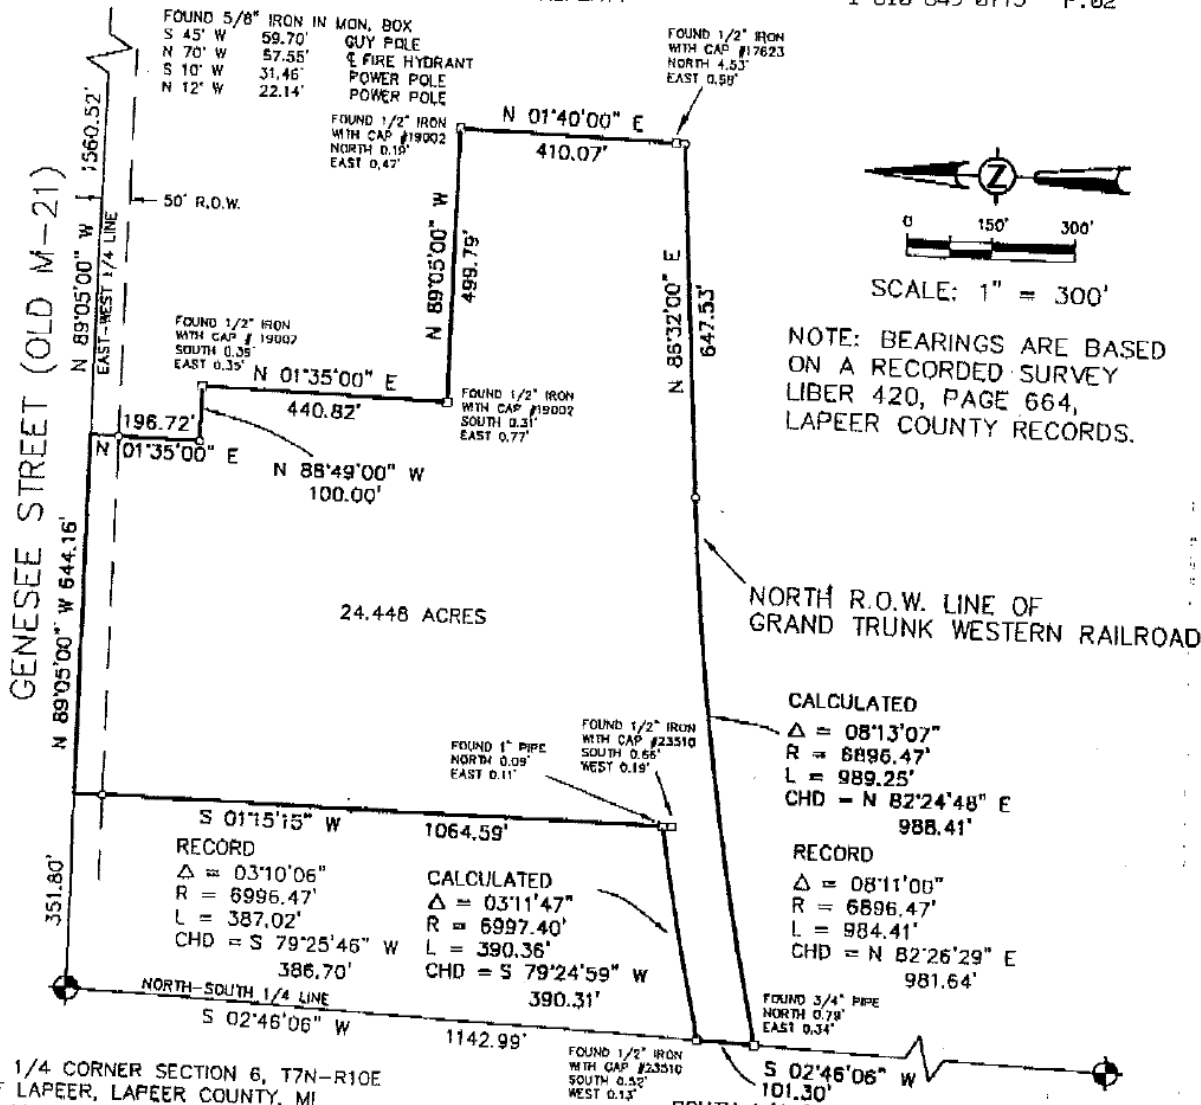 1 810 645 0775 P.02
FOUND 5/8" IRON IN MON. BOX
S 45° W 59.70' GUY POLE
N 70° W 57.55' ℄ FIRE HYDRANT
S 10° W 31.46' POWER POLE
N 12° W 22.14' POWER POLE
FOUND 1/2" IRON
WITH CAP #17623
NORTH 4.53'
EAST 0.58'
FOUND 1/2" IRON
WITH CAP #19002
NORTH 0.19'
EAST 0.47'
N 01°40'00" E
410.07'
1560.52'
50' R.O.W.
N 89°05'00" W
EAST-WEST 1/4 LINE
GENESEE STREET (OLD M-21)
N 89°05'00" W
499.79'
N 86°32'00" E
647.53'
Z
0 150' 300'
SCALE: 1" = 300'
NOTE: BEARINGS ARE BASED
ON A RECORDED SURVEY
LIBER 420, PAGE 664,
LAPEER COUNTY RECORDS.
FOUND 1/2" IRON
WITH CAP # 19002
SOUTH 0.35'
EAST 0.35'
N 01°35'00" E
440.82'
FOUND 1/2" IRON
WITH CAP #19002
SOUTH 0.31'
EAST 0.77'
196.72'
N 01°35'00" E
N 88°49'00" W
100.00'
N 89°05'00" W 644.16'
24.448 ACRES
NORTH R.O.W. LINE OF
GRAND TRUNK WESTERN RAILROAD
CALCULATED
Δ = 08°13'07"
R = 6896.47'
L = 989.25'
CHD = N 82°24'48" E
988.41'
FOUND 1" PIPE
NORTH 0.09'
EAST 0.11'
FOUND 1/2" IRON
WITH CAP #23510
SOUTH 0.66'
WEST 0.19'
S 01°15'15" W 1064.59'
351.80'
RECORD
Δ = 03°10'06"
R = 6996.47'
L = 387.02'
CHD = S 79°25'46" W
386.70'
CALCULATED
Δ = 03°11'47"
R = 6997.40'
L = 390.36'
CHD = S 79°24'59" W
390.31'
RECORD
Δ = 08°11'00"
R = 6896.47'
L = 984.41'
CHD = N 82°26'29" E
981.64'
NORTH-SOUTH 1/4 LINE
S 02°46'06" W 1142.99'
FOUND 3/4" PIPE
NORTH 0.79'
EAST 0.34'
FOUND 1/2" IRON
WITH CAP #23510
SOUTH 0.52'
WEST 0.13'
S 02°46'06" W
101.30'
1/4 CORNER SECTION 6, T7N-R10E
LAPEER, LAPEER COUNTY, MI